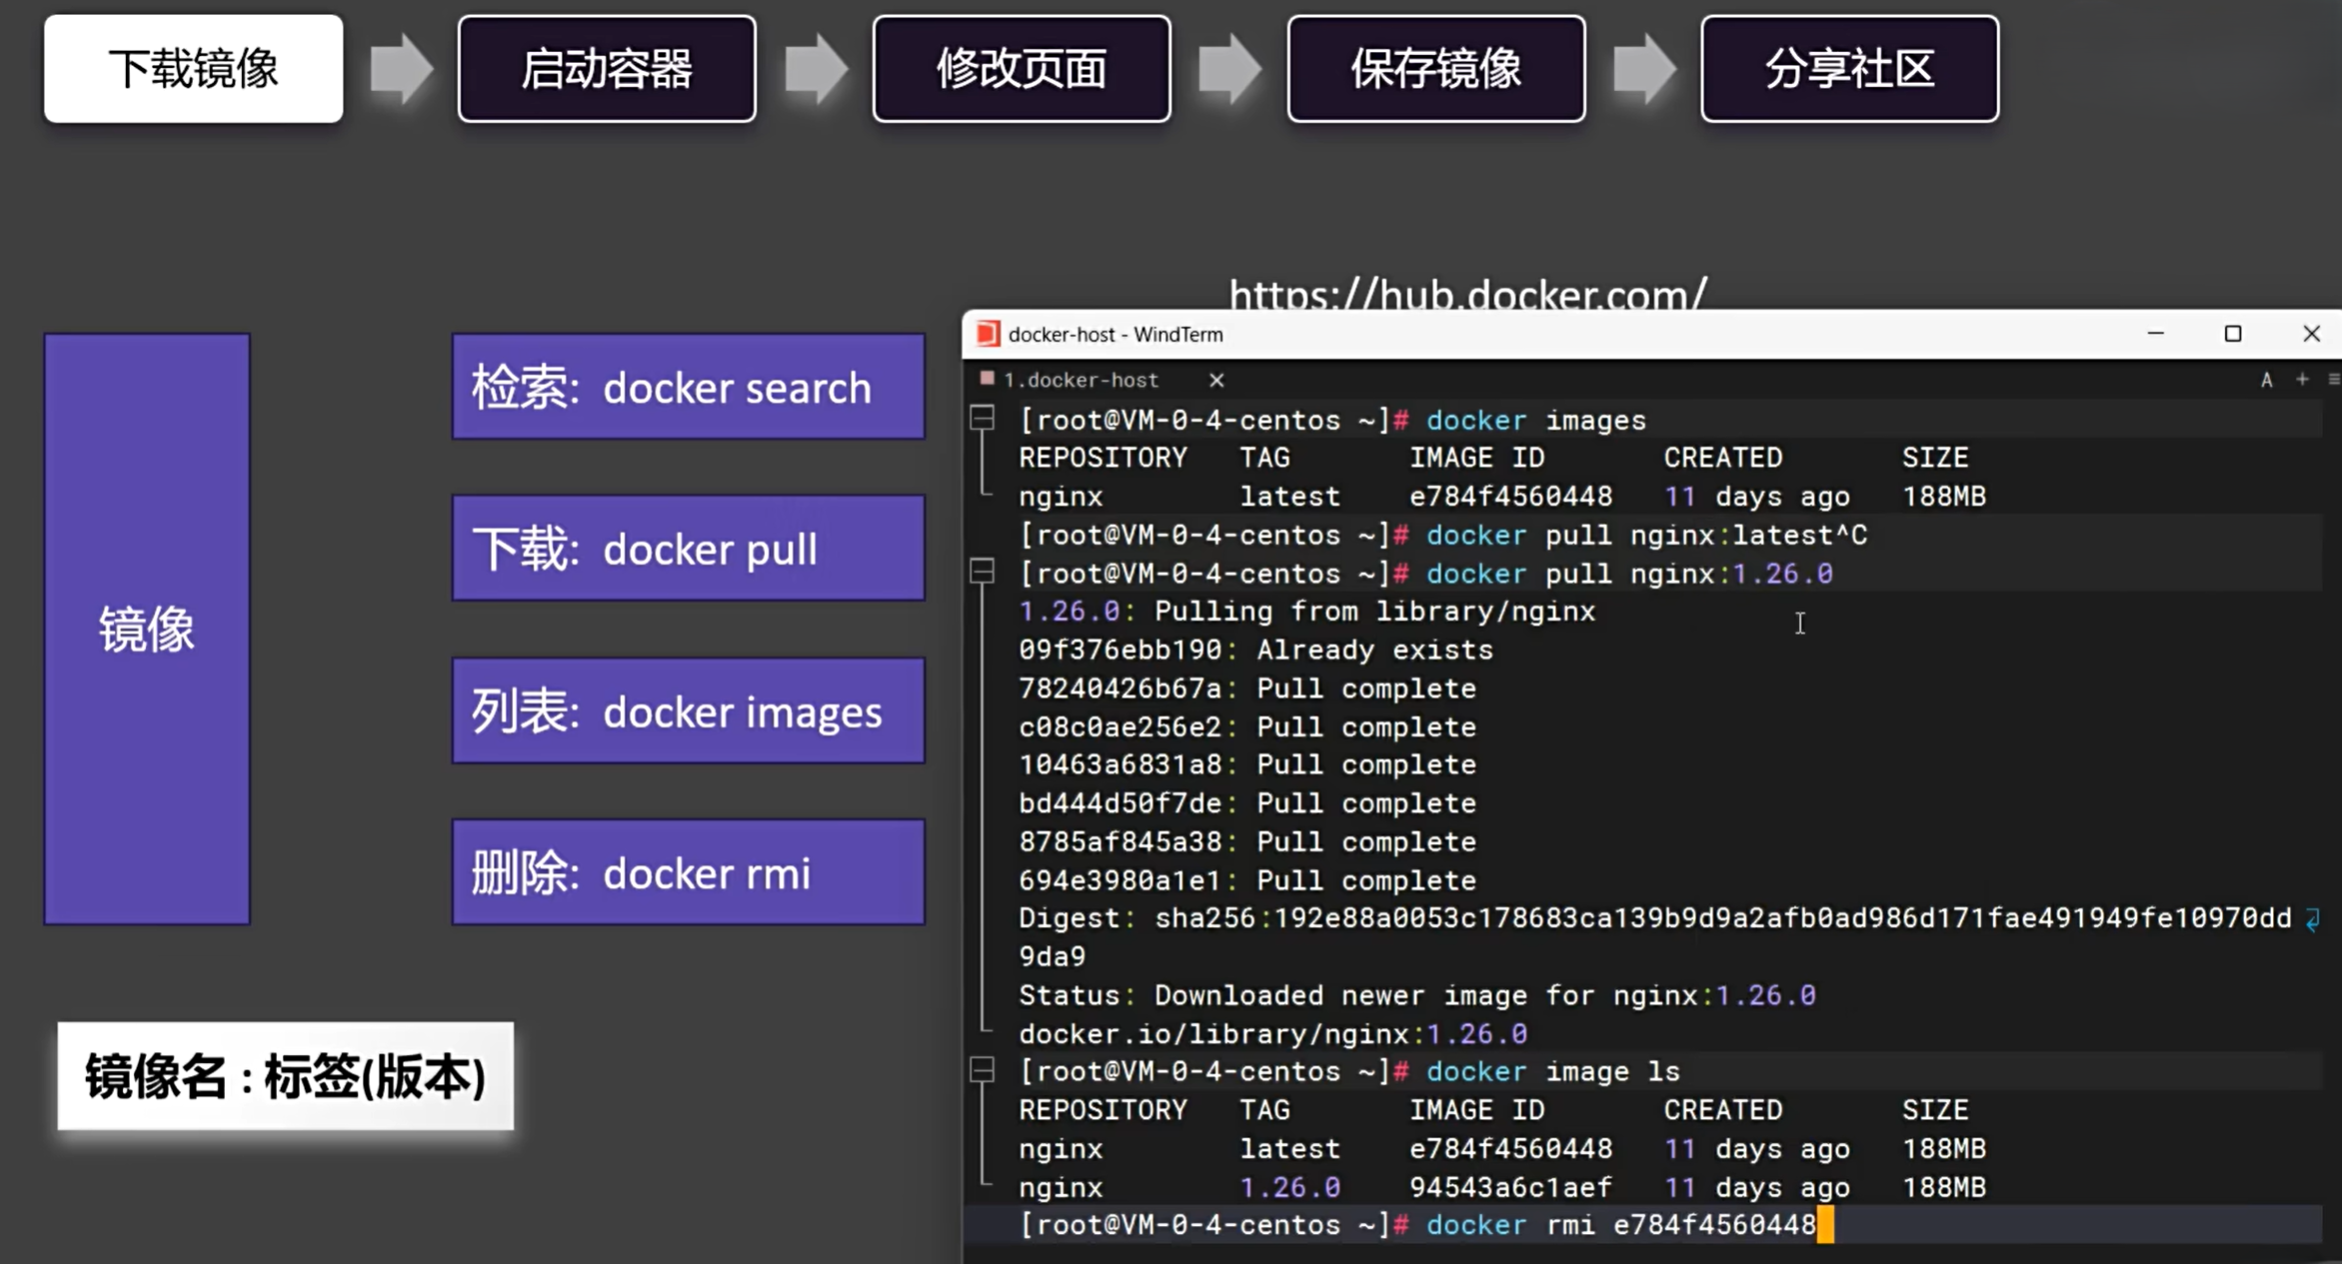 下载镜像
启动容器
修改页面
保存镜像
分享社区
镜像
检索: docker search
下载: docker pull
列表: docker images
删除: docker rmi
镜像名 : 标签(版本)
https://hub.docker.com/
docker-host - WindTerm
1.docker-host
A
[root@VM-0-4-centos ~]# docker images
REPOSITORY TAG IMAGE ID CREATED SIZE
nginx latest e784f4560448 11 days ago 188MB
[root@VM-0-4-centos ~]# docker pull nginx:latest^C
[root@VM-0-4-centos ~]# docker pull nginx:1.26.0
1.26.0: Pulling from library/nginx
09f376ebb190: Already exists
78240426b67a: Pull complete
c08c0ae256e2: Pull complete
10463a6831a8: Pull complete
bd444d50f7de: Pull complete
8785af845a38: Pull complete
694e3980a1e1: Pull complete
Digest: sha256:192e88a0053c178683ca139b9d9a2afb0ad986d171fae491949fe10970dd
9da9
Status: Downloaded newer image for nginx:1.26.0
docker.io/library/nginx:1.26.0
[root@VM-0-4-centos ~]# docker image ls
REPOSITORY TAG IMAGE ID CREATED SIZE
nginx latest e784f4560448 11 days ago 188MB
nginx 1.26.0 94543a6c1aef 11 days ago 188MB
[root@VM-0-4-centos ~]# docker rmi e784f4560448